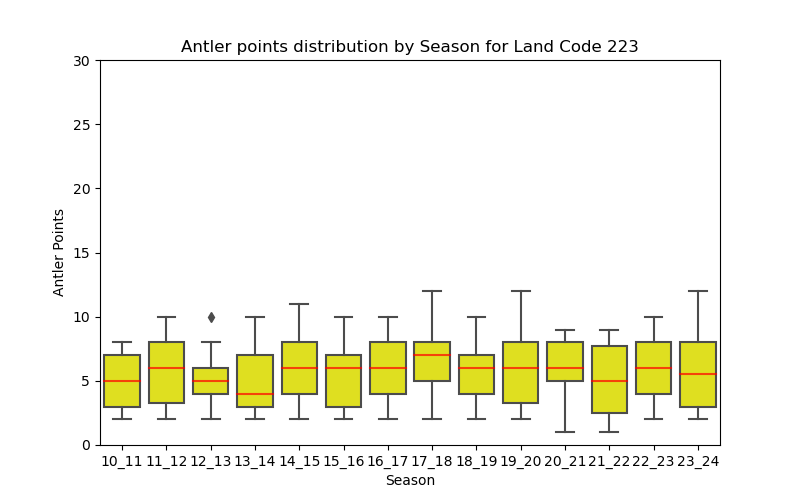 Antler points distribution by Season for Land Code 223
30
25
20
15
10
5
0
Antler Points
10_11 11_12 12_13 13_14 14_15 15_16 16_17 17_18 18_19 19_20 20_21 21_22 22_23 23_24
Season